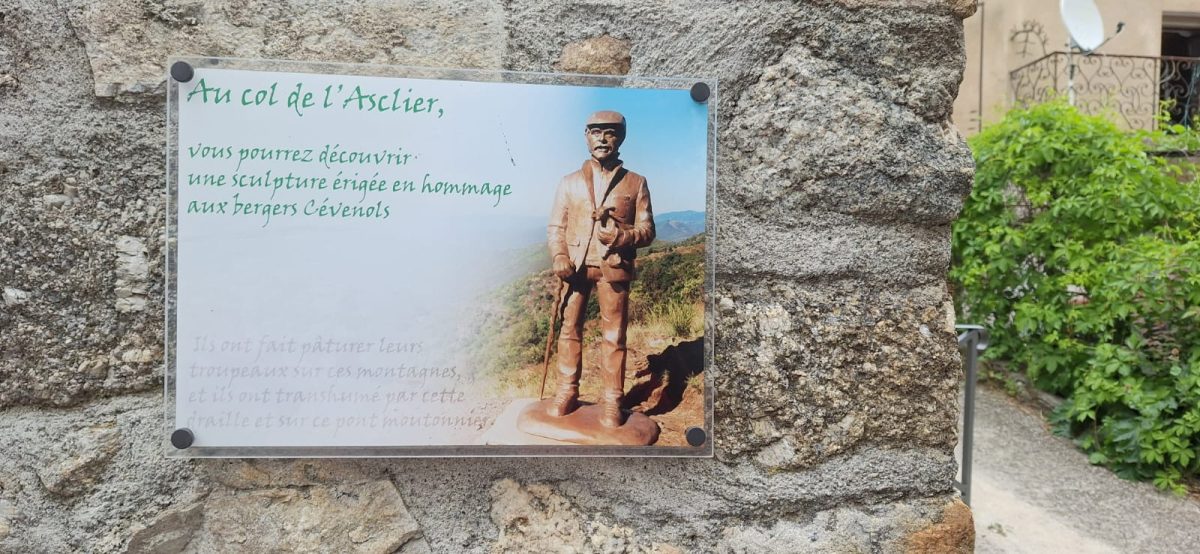 Au col de l'Asclier,
vous pourrez découvrir
une sculpture érigée en hommage
aux bergers Cévenols
Ils ont fait pâturer leurs
troupeaux sur ces montagnes,
et ils ont transhumé par cette
draille et sur ce pont moutonnier.